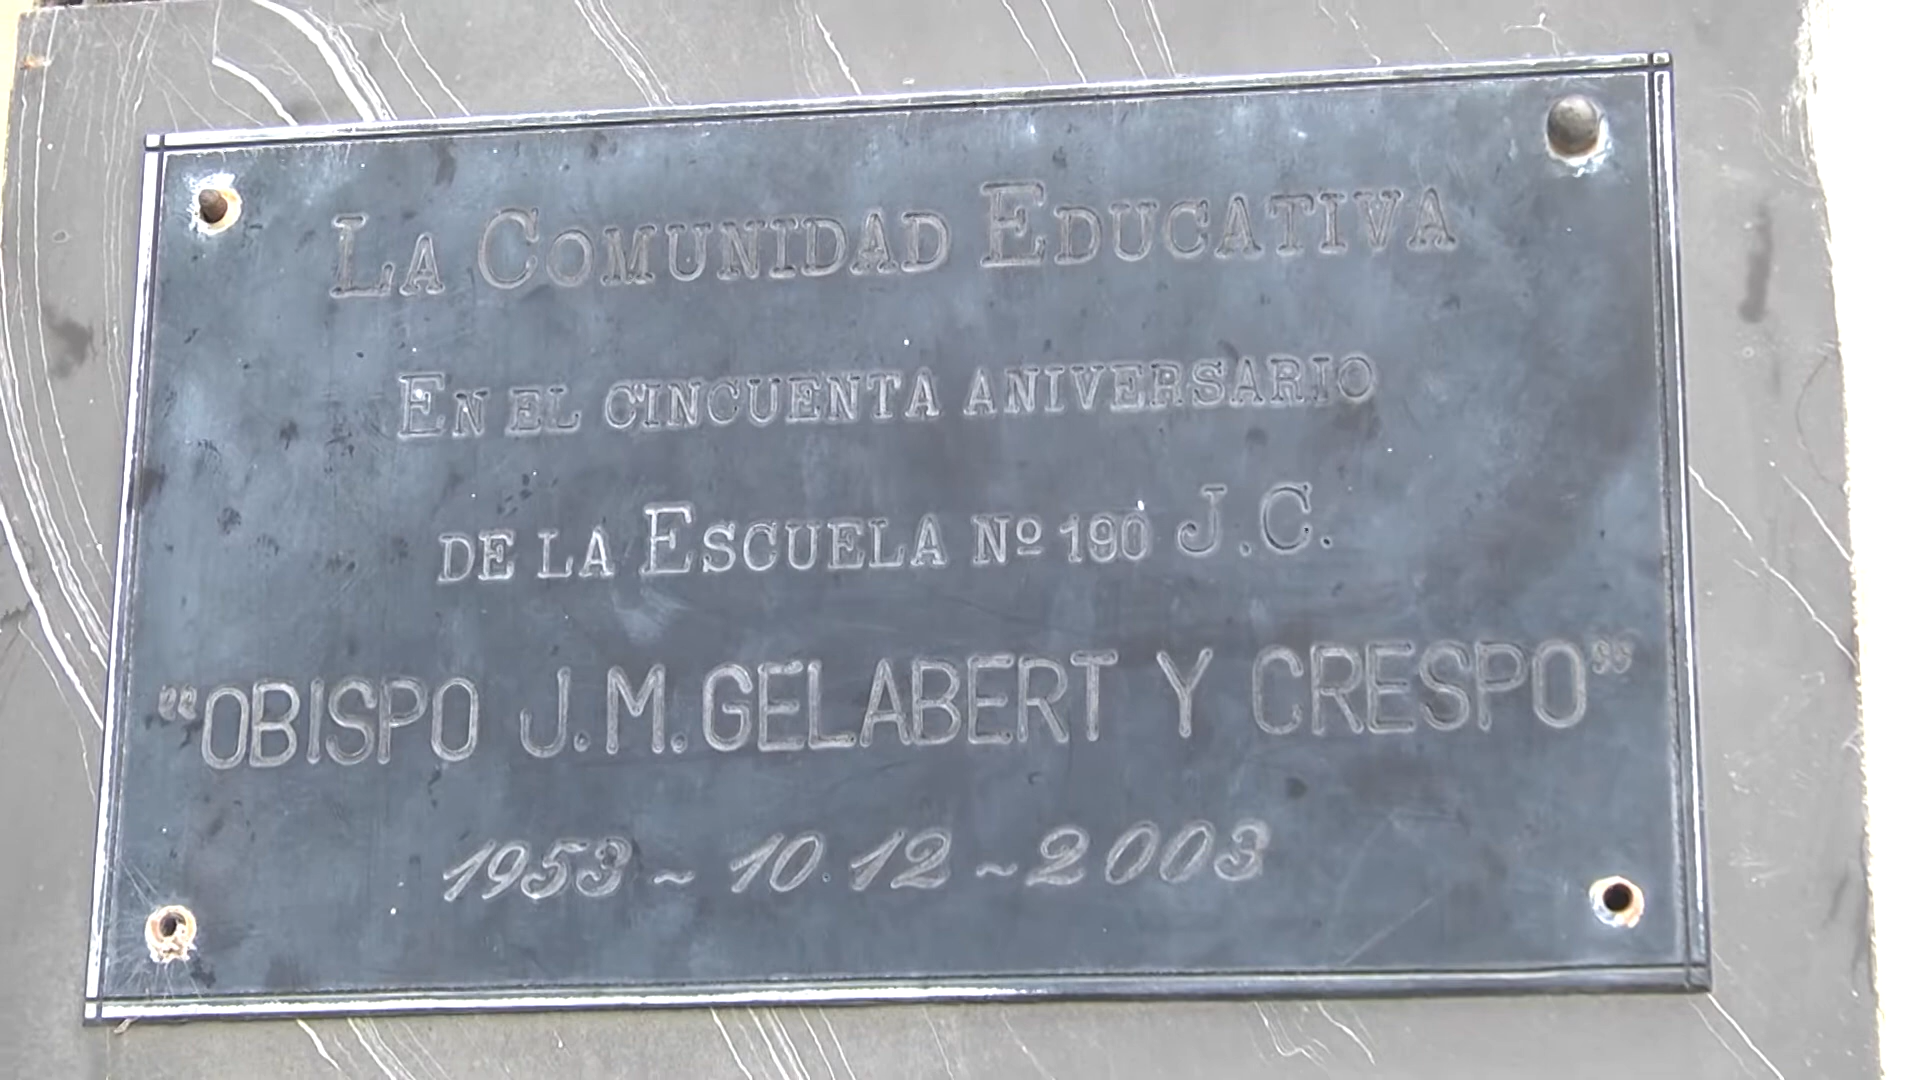 LA COMUNIDAD EDUCATIVA
EN EL CINCUENTA ANIVERSARIO
DE LA ESCUELA Nº 190 J.C.
"OBISPO J.M. GELABERT Y CRESPO"
1953 ~ 10.12 ~ 2003